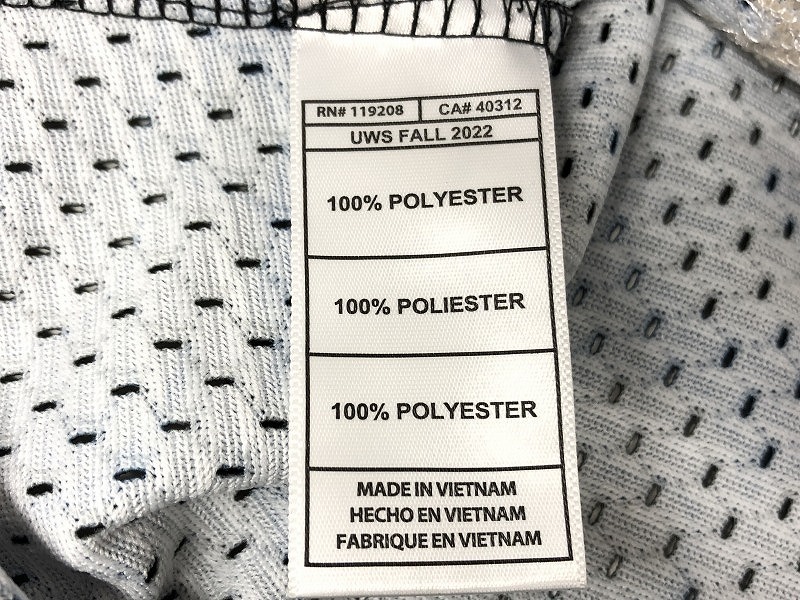 RN# 119208 CA# 40312
UWS FALL 2022
100% POLYESTER
100% POLIESTER
100% POLYESTER
MADE IN VIETNAM
HECHO EN VIETNAM
FABRIQUE EN VIETNAM